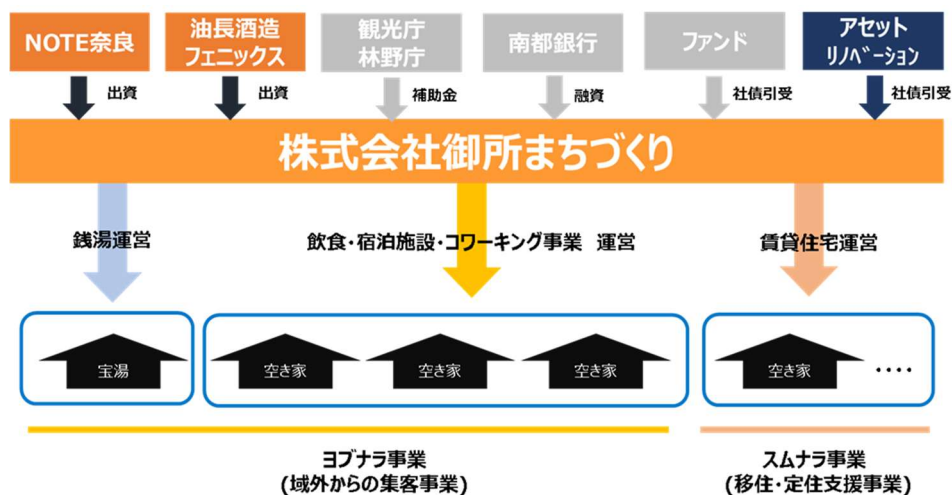 NOTE奈良
油長酒造
フェニックス
観光庁
林野庁
南都銀行
ファンド
アセット
リノベーション
出資
出資
補助金
融資
社債引受
社債引受
株式会社御所まちづくり
銭湯運営
飲食・宿泊施設・コワーキング事業 運営
賃貸住宅運営
宝湯
空き家
空き家
空き家
空き家
････
ヨブナラ事業
(域外からの集客事業)
スムナラ事業
(移住・定住支援事業)